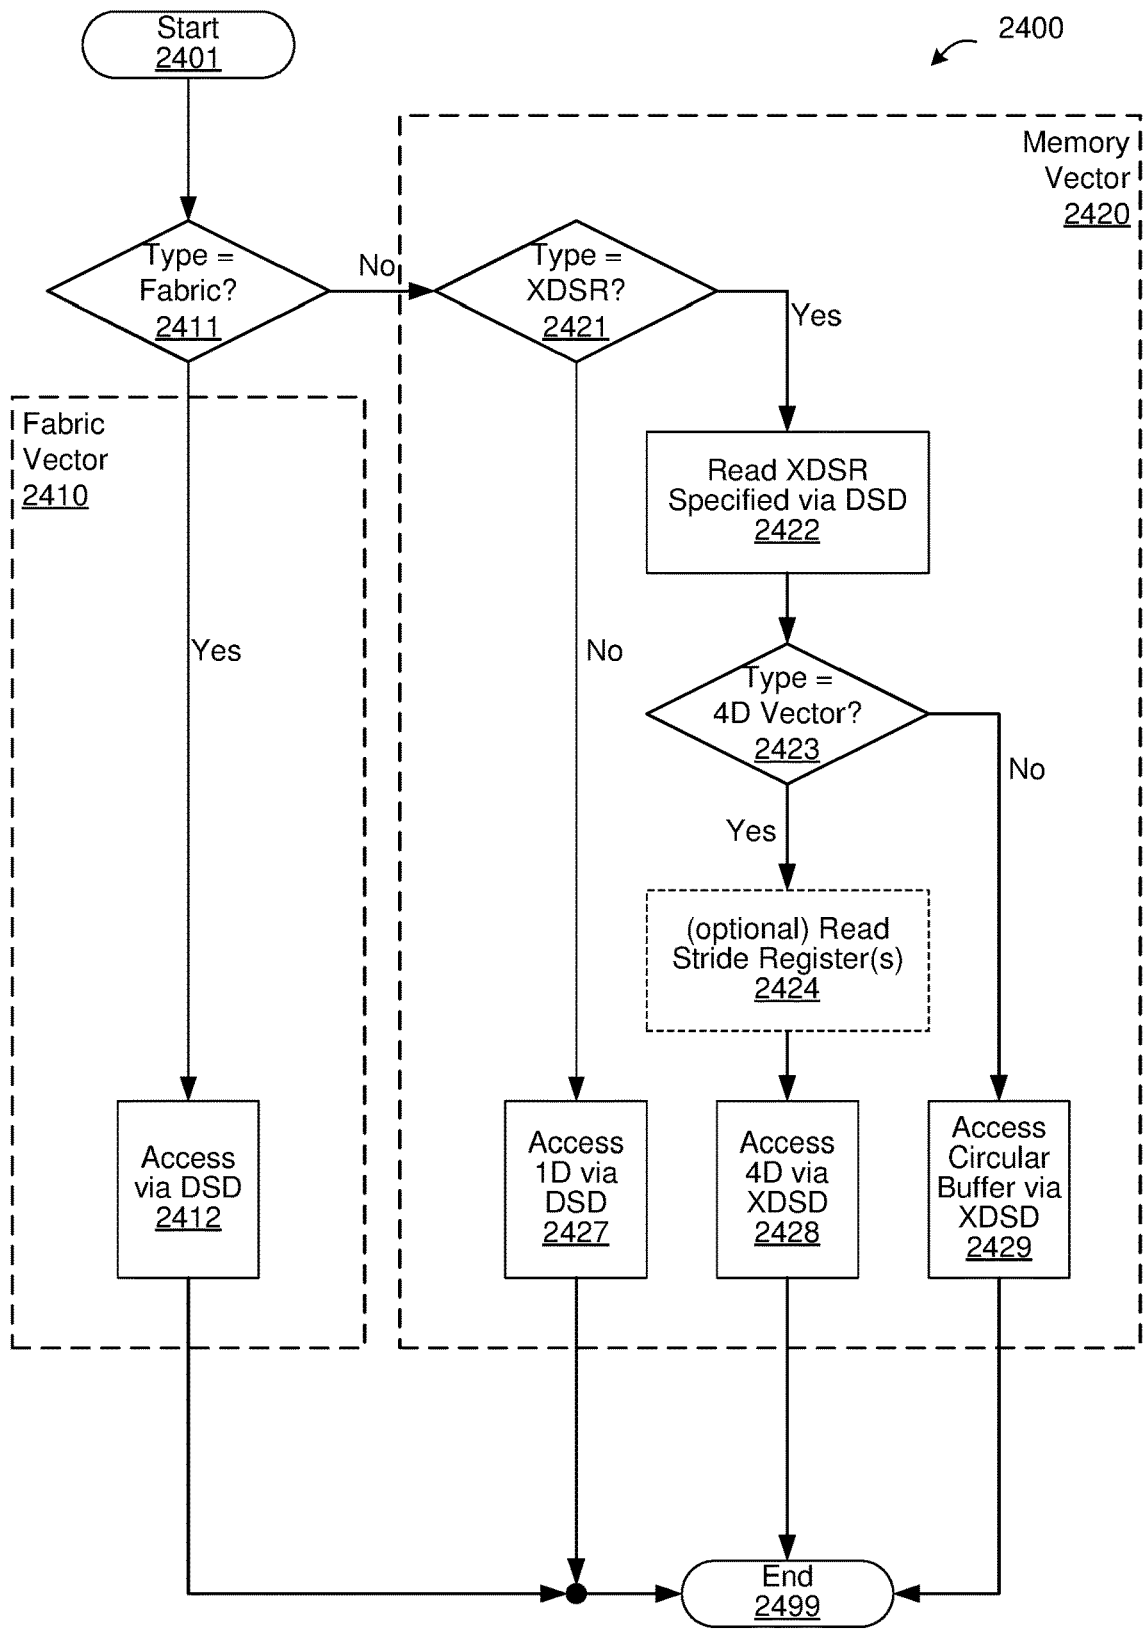 Start
2401
2400
Memory
Vector
2420
Type =
Fabric?
2411
No
Type =
XDSR?
2421
Yes
Fabric
Vector
2410
Read XDSR
Specified via DSD
2422
Yes
No
Type =
4D Vector?
2423
No
Yes
(optional) Read
Stride Register(s)
2424
Access
via DSD
2412
Access
1D via
DSD
2427
Access
4D via
XDSD
2428
Access
Circular
Buffer via
XDSD
2429
End
2499